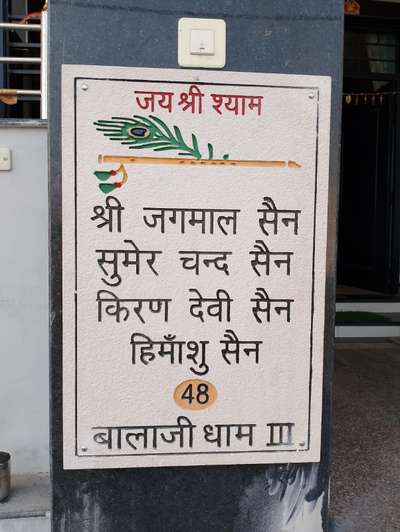 जय श्री श्याम
श्री जगमाल सैन
सुमेर चन्द सैन
किरण देवी सैन
हिमाँशु सैन
48
बालाजी धाम III